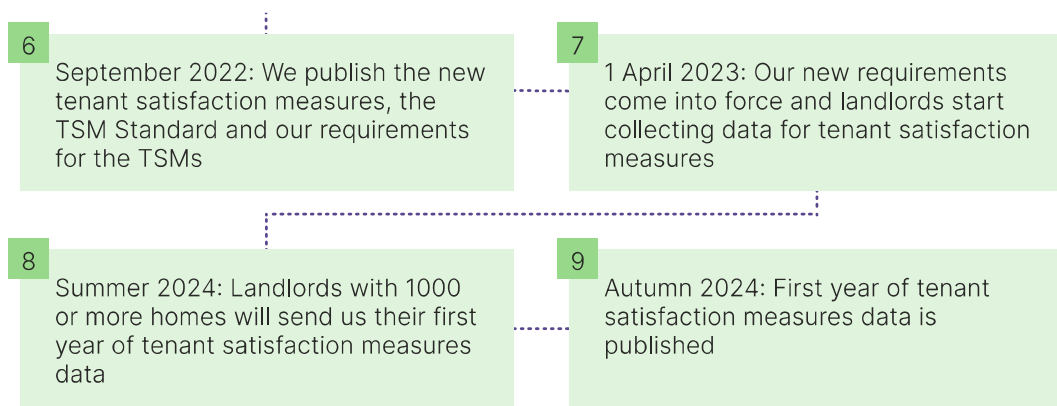 6
September 2022: We publish the new
tenant satisfaction measures, the
TSM Standard and our requirements
for the TSMs
7
1 April 2023: Our new requirements
come into force and landlords start
collecting data for tenant satisfaction
measures
8
Summer 2024: Landlords with 1000
or more homes will send us their first
year of tenant satisfaction measures
data
9
Autumn 2024: First year of tenant
satisfaction measures data is
published